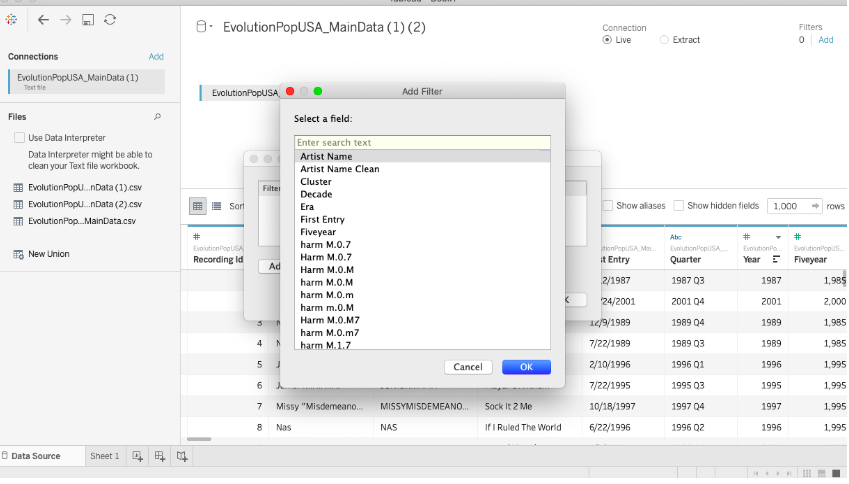 EvolutionPopUSA_MainData (1) (2)
Connection
Live
Extract
Filters
0
Add
Connections
Add
EvolutionPopUSA_MainData (1)
Text file
Files
Use Data Interpreter
Data Interpreter might be able to
clean your Text file workbook.
EvolutionPopU...nData (1).csv
EvolutionPopU...nData (2).csv
EvolutionPop...MainData.csv
New Union
EvolutionPopUSA_
Add Filter
Select a field:
Enter search text
Artist Name
Artist Name Clean
Cluster
Decade
Era
First Entry
Fiveyear
harm M.0.7
Harm M.0.7
Harm M.0.M
harm M.0.M
harm M.0.m
harm m.0.M
Harm M.0.M7
harm M.0.m7
harm M.1.7
Cancel
OK
Filter
Ad
K
Sort
Show aliases
Show hidden fields
1,000
rows
#
Abc
#
#
EvolutionPopUSA_
EvolutionPopUSA_...
EvolutionPo...
EvolutionPopUS...
Recording Id
st Entry
Quarter
Year
Fiveyear
2/1987 1987 Q3 1987 1,985
/24/2001 2001 Q4 2001 2,000
3 12/9/1989 1989 Q4 1989 1,985
4 7/22/1989 1989 Q3 1989 1,985
5 2/10/1996 1996 Q1 1996 1,995
6 7/22/1995 1995 Q3 1995 1,995
7 Missy "Misdemeano... MISSYMISDEMEANO... Sock It 2 Me 10/18/1997 1997 Q4 1997 1,995
8 Nas NAS If I Ruled The World 6/22/1996 1996 Q2 1996 1,995
Data Source
Sheet 1